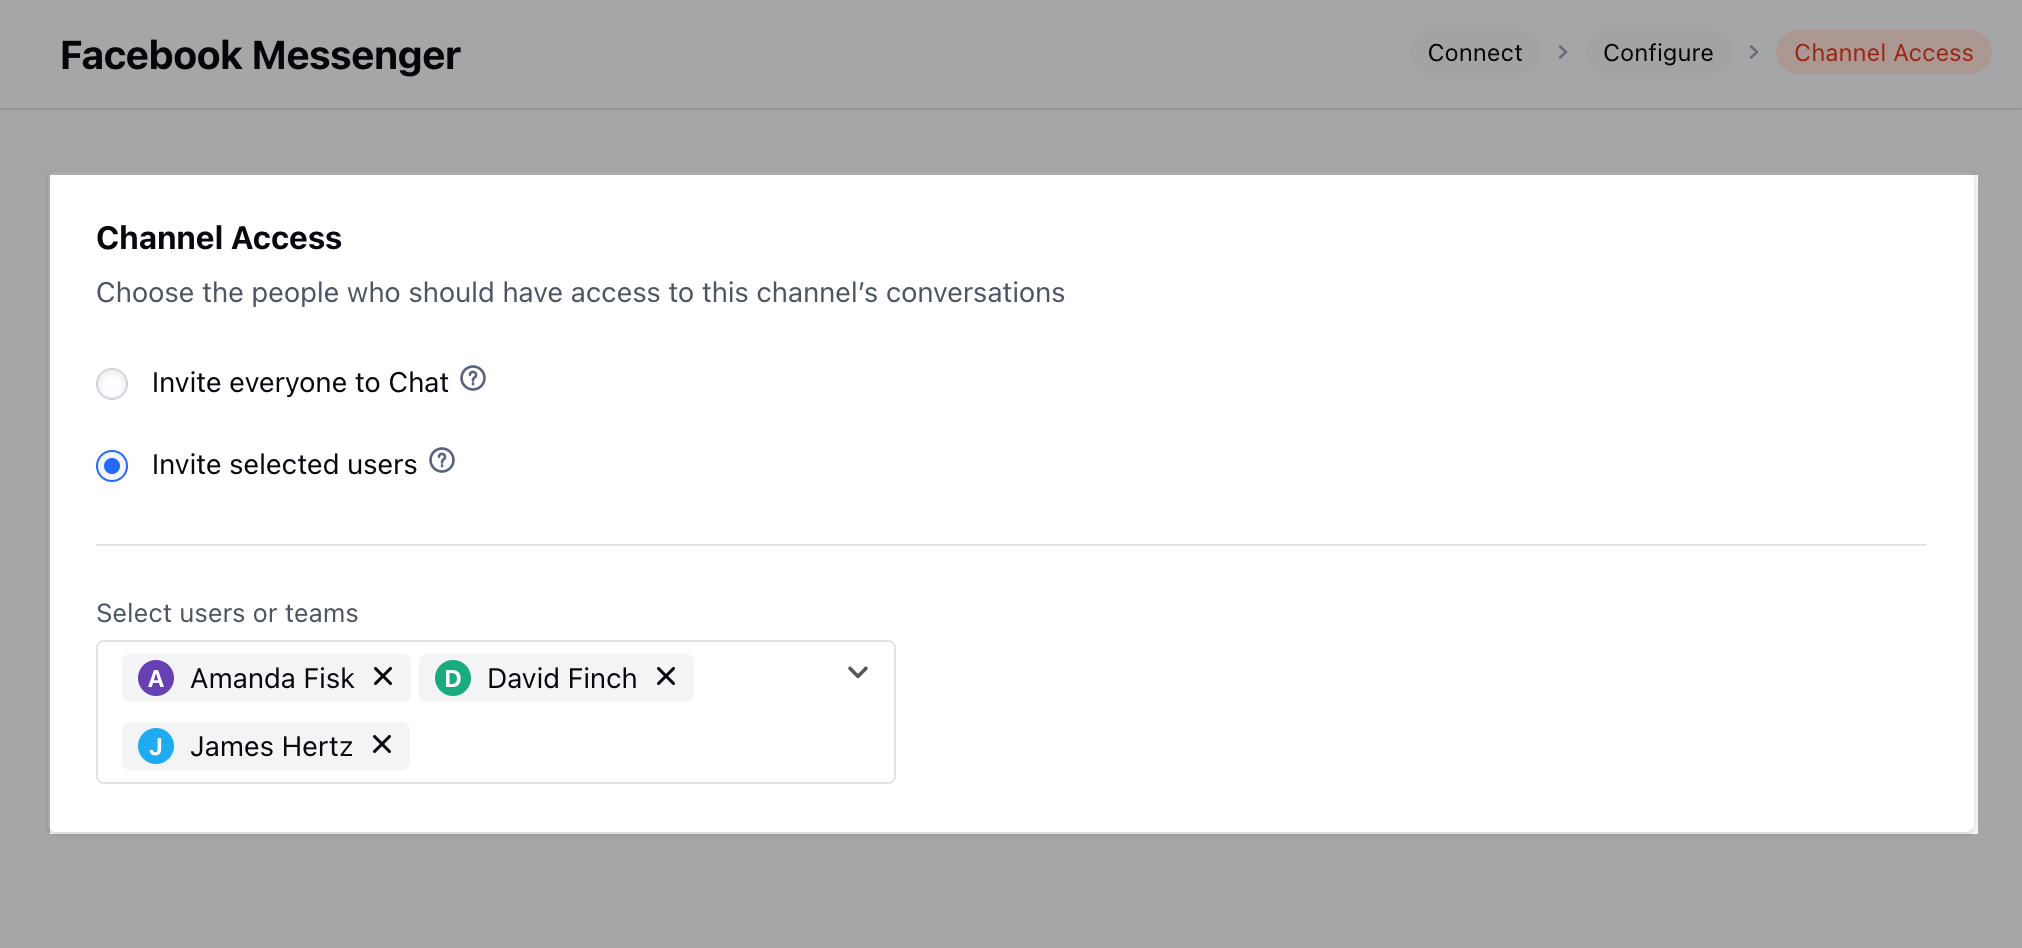 Facebook Messenger
Connect > Configure > Channel Access
Channel Access
Choose the people who should have access to this channel’s conversations
Invite everyone to Chat ?
Invite selected users ?
Select users or teams
A Amanda Fisk D David Finch
J James Hertz